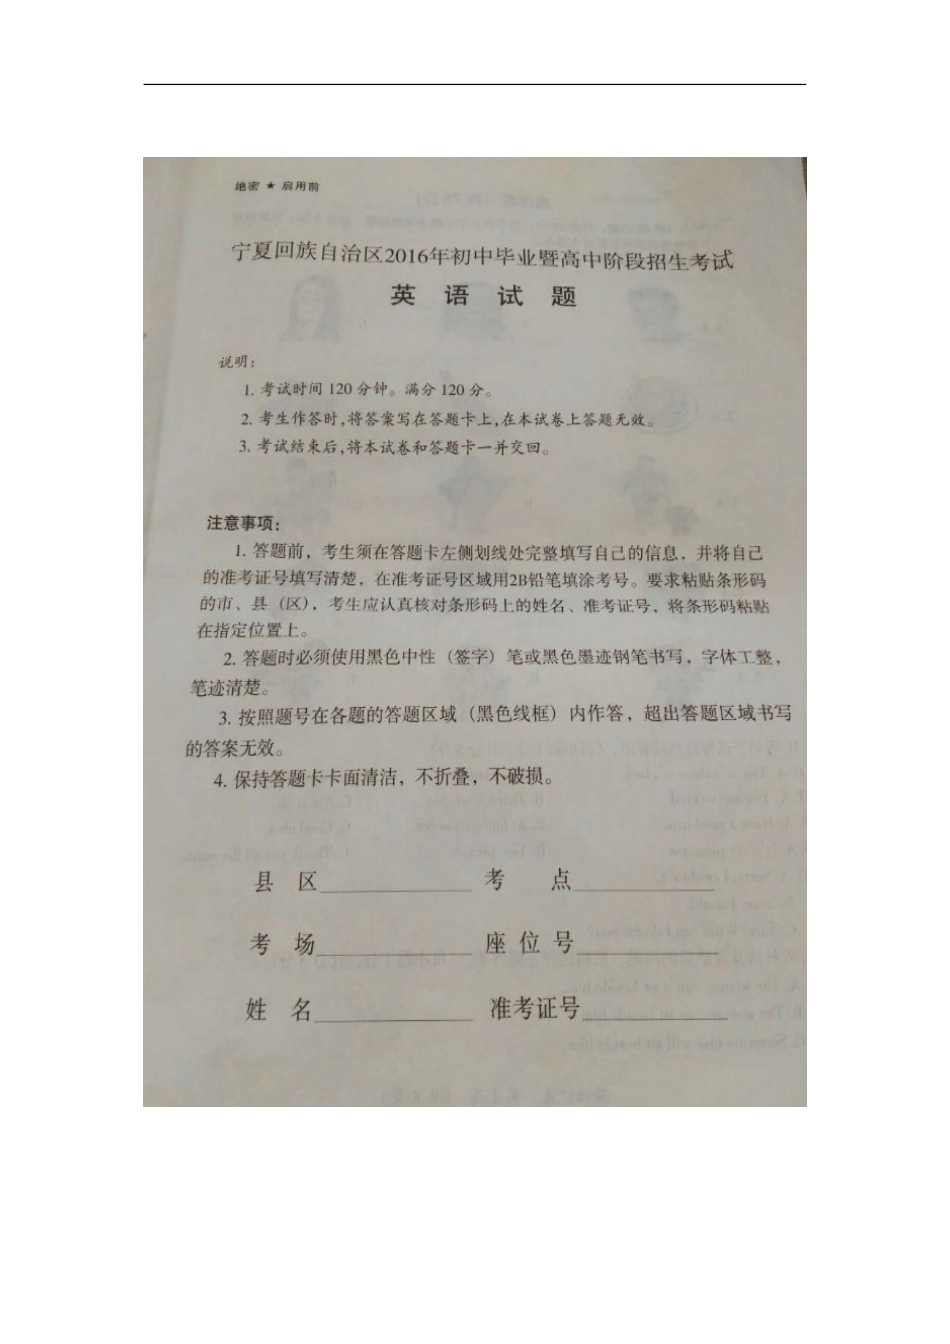 绝密 ★ 启用前
宁夏回族自治区2016年初中毕业暨高中阶段招生考试
英 语 试 题
说明：
1. 考试时间 120 分钟。满分 120 分。
2. 考生作答时,将答案写在答题卡上,在本试卷上答题无效。
3. 考试结束后,将本试卷和答题卡一并交回。
注意事项：
1. 答题前，考生须在答题卡左侧划线处完整填写自己的信息，并将自己
的准考证号填写清楚，在准考证号区域用2B铅笔填涂考号。要求粘贴条形码
的市、县（区），考生应认真核对条形码上的姓名、准考证号，将条形码粘贴
在指定位置上。
2. 答题时必须使用黑色中性（签字）笔或黑色墨迹钢笔书写，字体工整，
笔迹清楚。
3. 按照题号在各题的答题区域（黑色线框）内作答，超出答题区域书写
的答案无效。
4. 保持答题卡卡面清洁，不折叠，不破损。
县 区 考 点
考 场 座 位 号
姓 名 准考证号